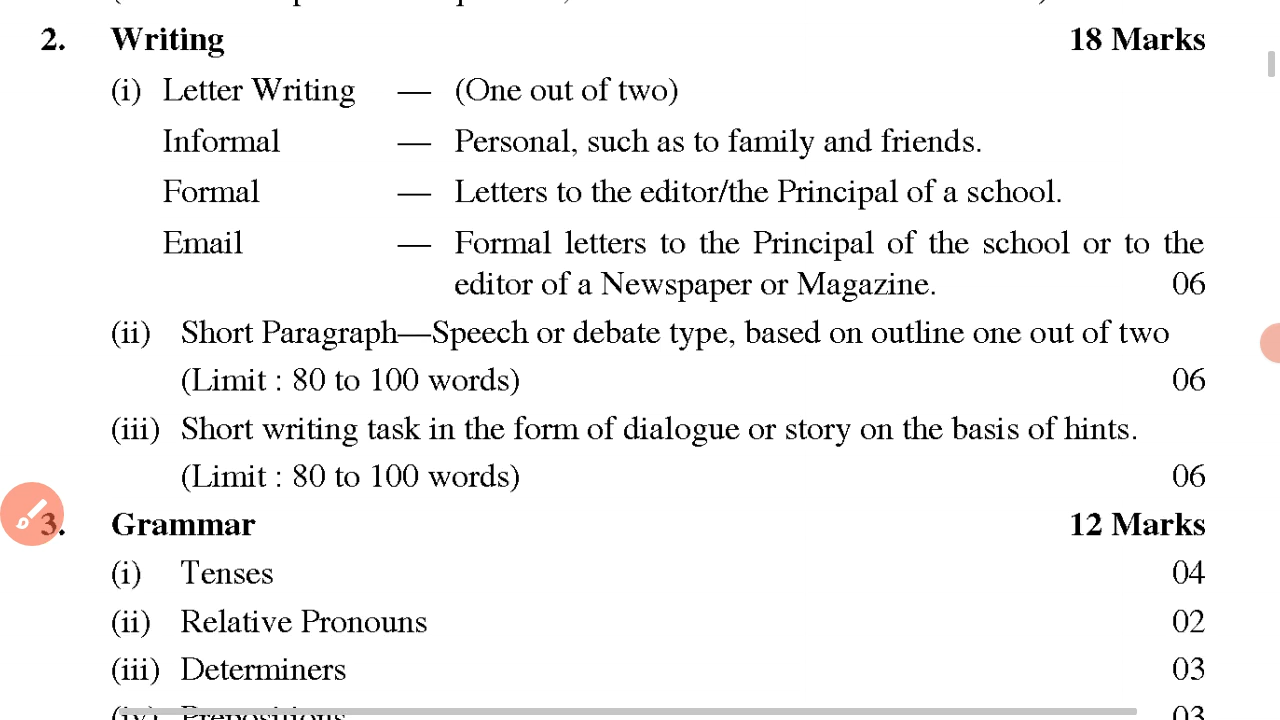 2. Writing 18 Marks
(i) Letter Writing — (One out of two)
Informal — Personal, such as to family and friends.
Formal — Letters to the editor/the Principal of a school.
Email — Formal letters to the Principal of the school or to the
editor of a Newspaper or Magazine. 06
(ii) Short Paragraph—Speech or debate type, based on outline one out of two
(Limit : 80 to 100 words) 06
(iii) Short writing task in the form of dialogue or story on the basis of hints.
(Limit : 80 to 100 words) 06
3. Grammar 12 Marks
(i) Tenses 04
(ii) Relative Pronouns 02
(iii) Determiners 03
(iv) Prepositions 03